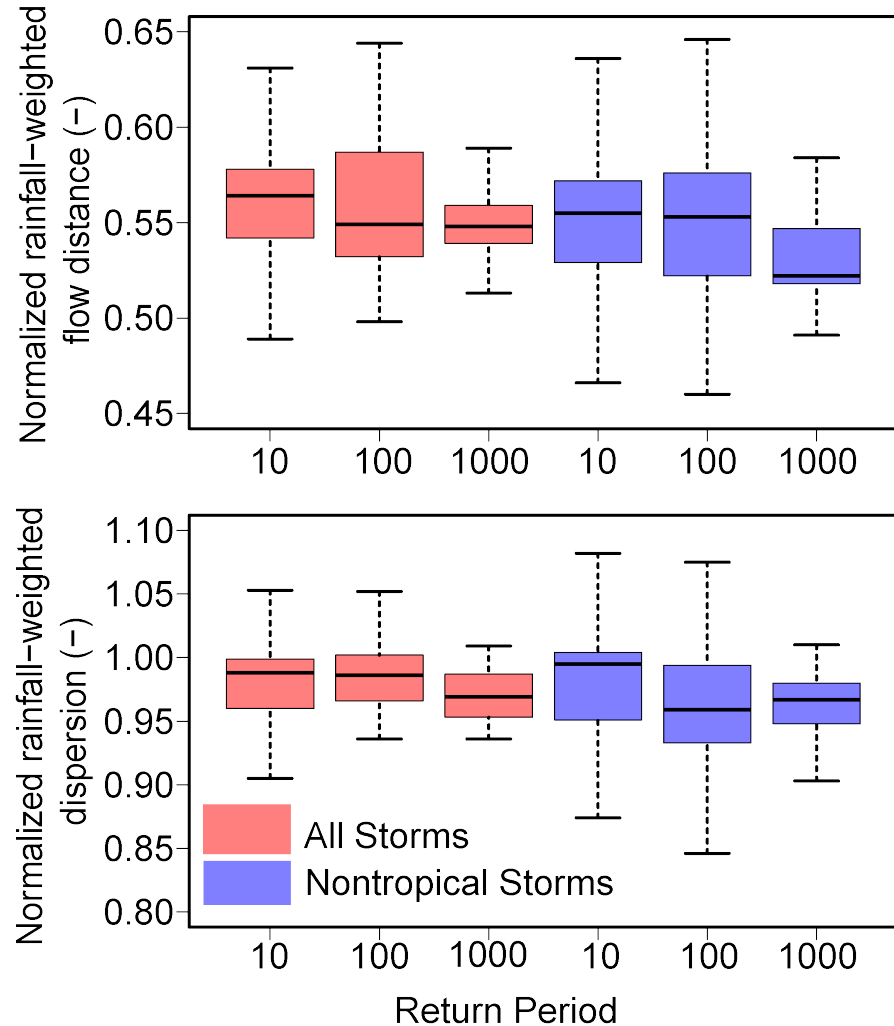 Normalized rainfall−weighted
flow distance (−)
0.65
0.60
0.55
0.50
0.45
10 100 1000 10 100 1000
Normalized rainfall−weighted
dispersion (−)
1.10
1.05
1.00
0.95
0.90
0.85
0.80
All Storms
Nontropical Storms
10 100 1000 10 100 1000
Return Period